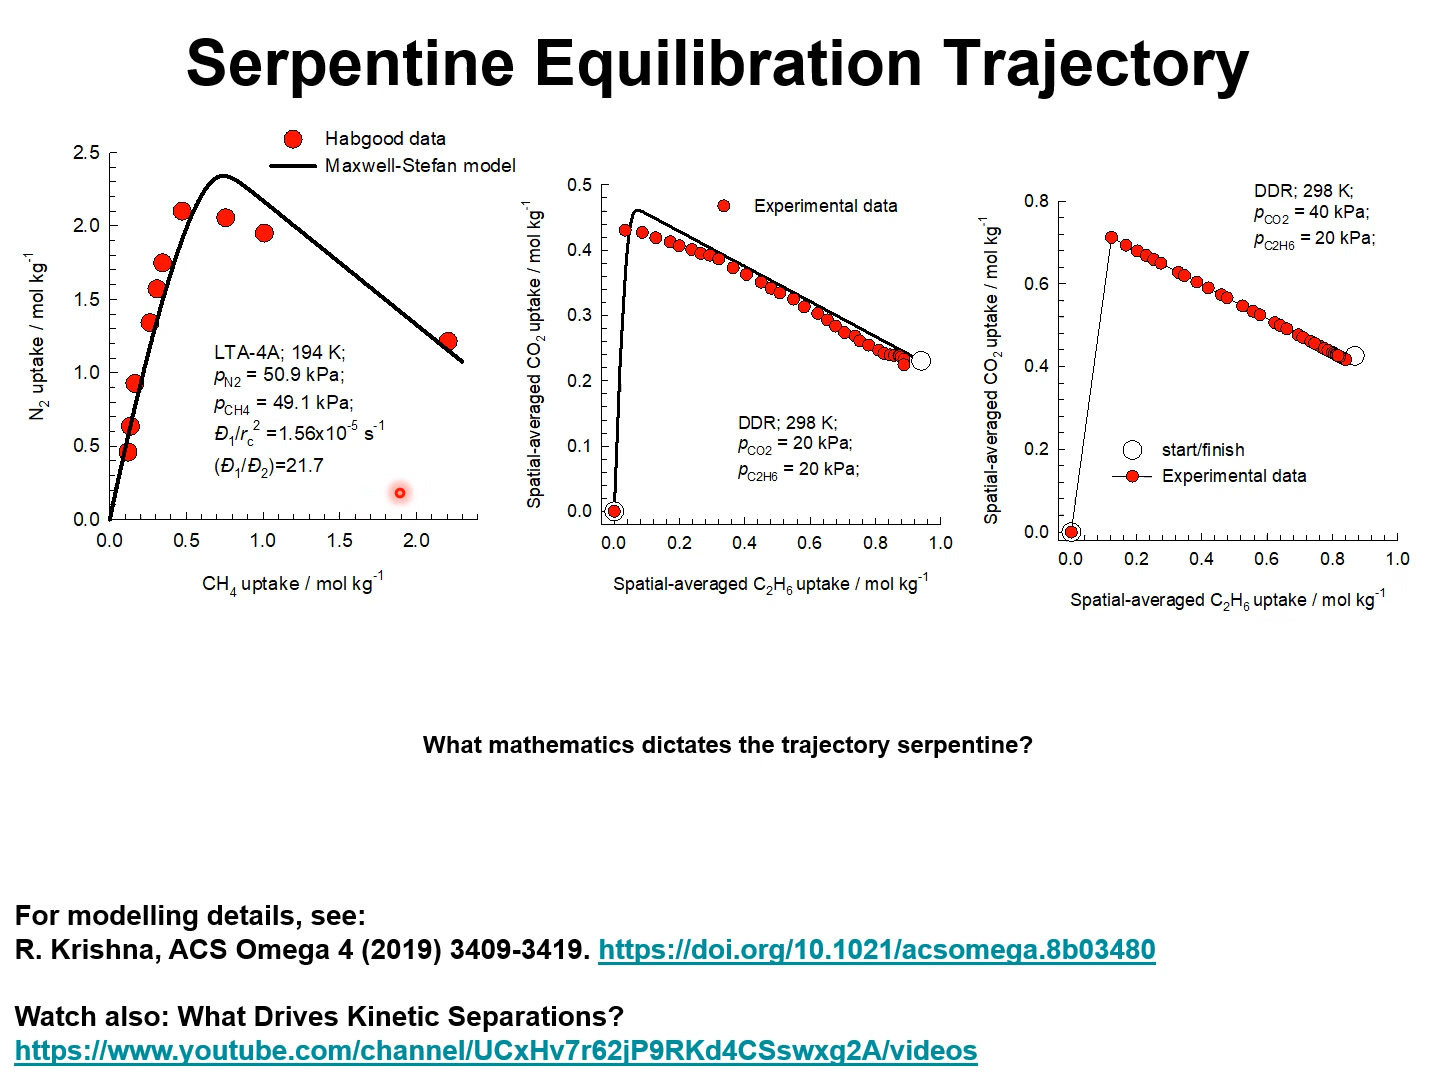 Serpentine Equilibration Trajectory
Habgood data
Maxwell-Stefan model
2.5
2.0
1.5
1.0
0.5
0.0
N2 uptake / mol kg-1
LTA-4A; 194 K;
pN2 = 50.9 kPa;
pCH4 = 49.1 kPa;
Đ1/rc2 =1.56x10-5 s-1
(Đ1/Đ2)=21.7
0.0 0.5 1.0 1.5 2.0
CH4 uptake / mol kg-1
Experimental data
0.5
0.4
0.3
0.2
0.1
0.0
Spatial-averaged CO2 uptake / mol kg-1
DDR; 298 K;
pCO2 = 20 kPa;
pC2H6 = 20 kPa;
0.0 0.2 0.4 0.6 0.8 1.0
Spatial-averaged C2H6 uptake / mol kg-1
DDR; 298 K;
pCO2 = 40 kPa;
pC2H6 = 20 kPa;
0.8
0.6
0.4
0.2
0.0
Spatial-averaged CO2 uptake / mol kg-1
start/finish
Experimental data
0.0 0.2 0.4 0.6 0.8 1.0
Spatial-averaged C2H6 uptake / mol kg-1
What mathematics dictates the trajectory serpentine?
For modelling details, see:
R. Krishna, ACS Omega 4 (2019) 3409-3419. https://doi.org/10.1021/acsomega.8b03480
Watch also: What Drives Kinetic Separations?
https://www.youtube.com/channel/UCxHv7r62jP9RKd4CSswxg2A/videos